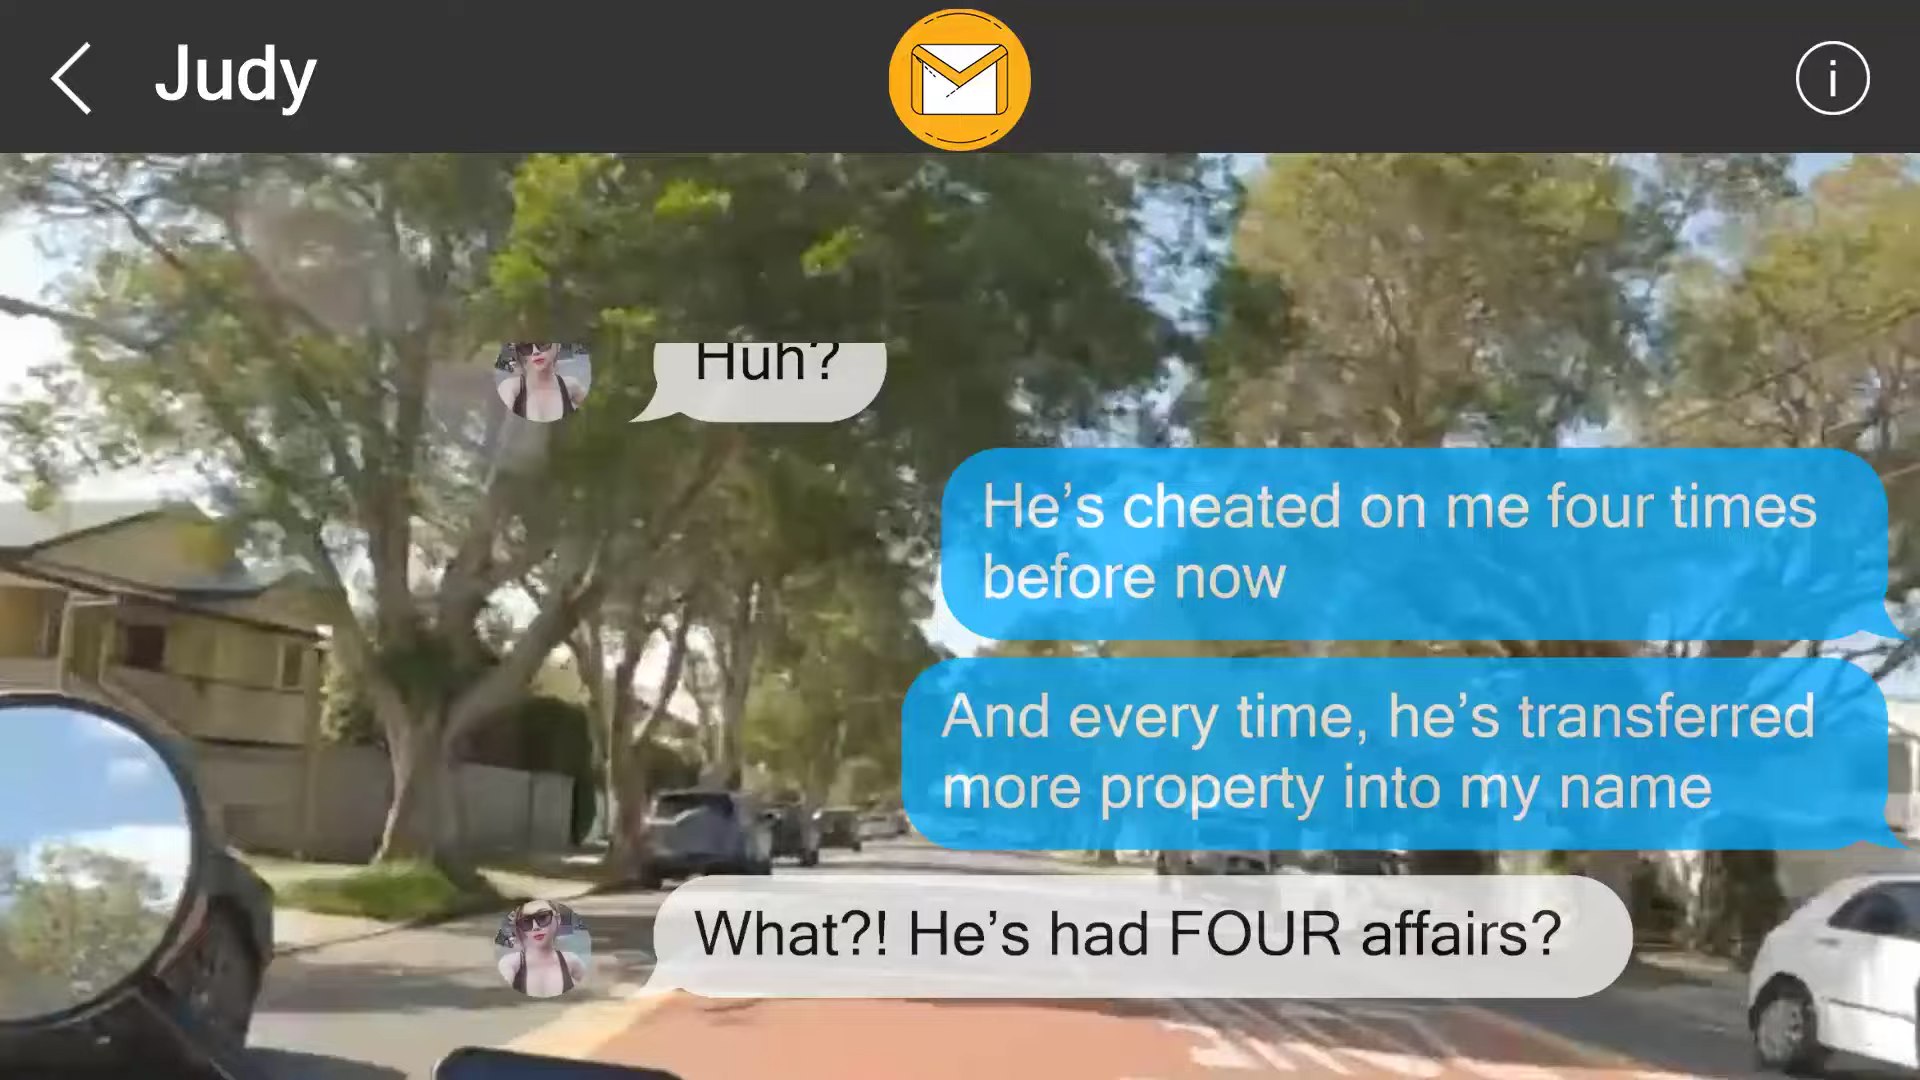 Judy
Huh?
He's cheated on me four times
before now
And every time, he's transferred
more property into my name
What?! He's had FOUR affairs?